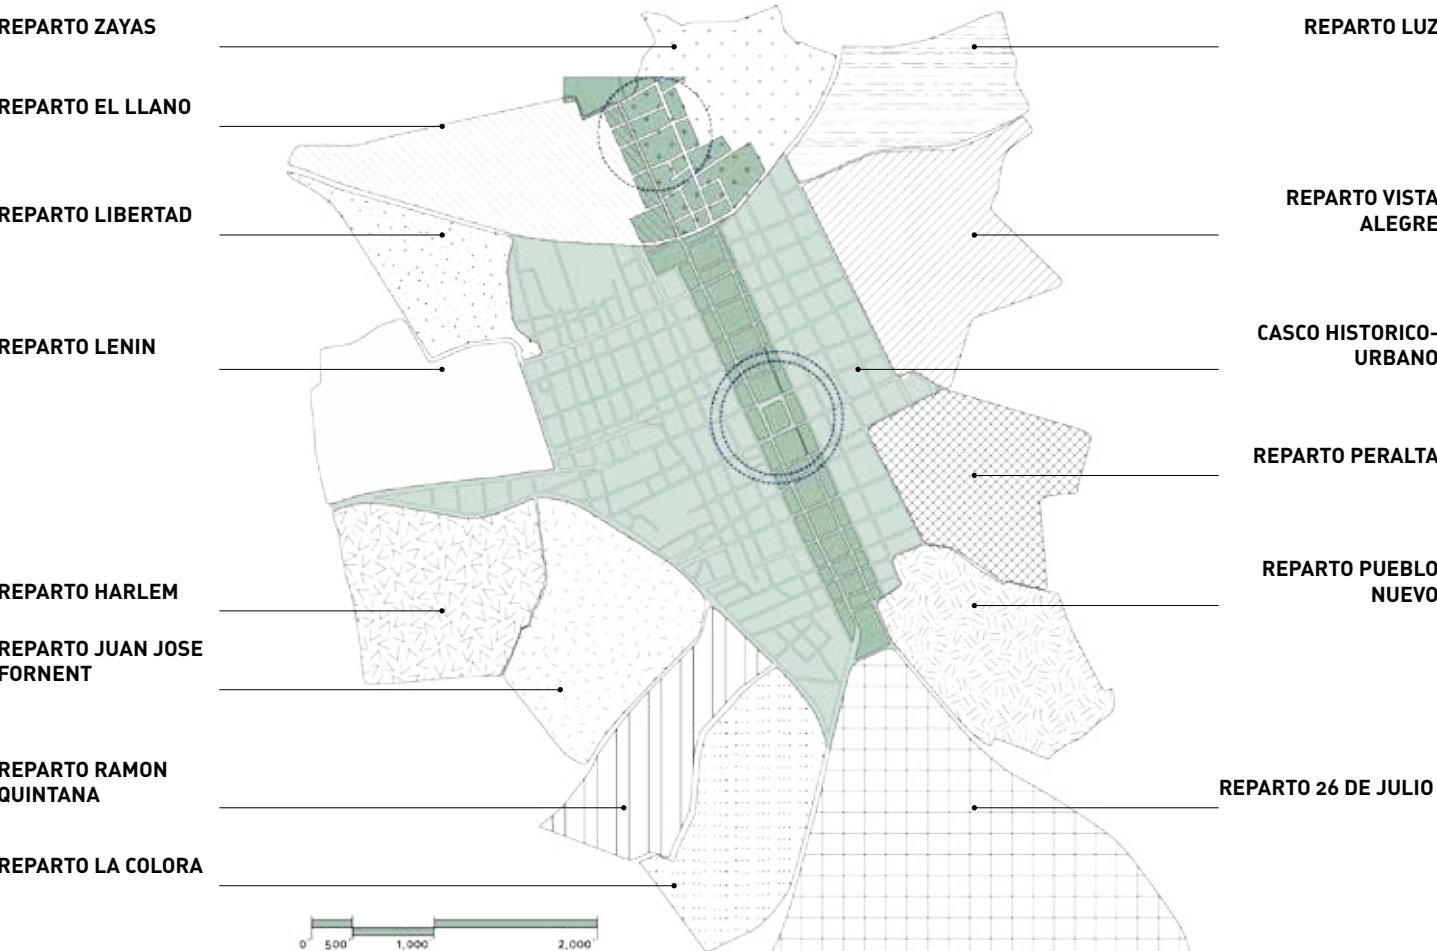 REPARTO ZAYAS
REPARTO EL LLANO
REPARTO LIBERTAD
REPARTO LENIN
REPARTO HARLEM
REPARTO JUAN JOSE
FORNENT
REPARTO RAMON
QUINTANA
REPARTO LA COLORA
REPARTO LUZ
REPARTO VISTA
ALEGRE
CASCO HISTORICO-
URBANO
REPARTO PERALTA
REPARTO PUEBLO
NUEVO
REPARTO 26 DE JULIO
0 500 1,000 2,000